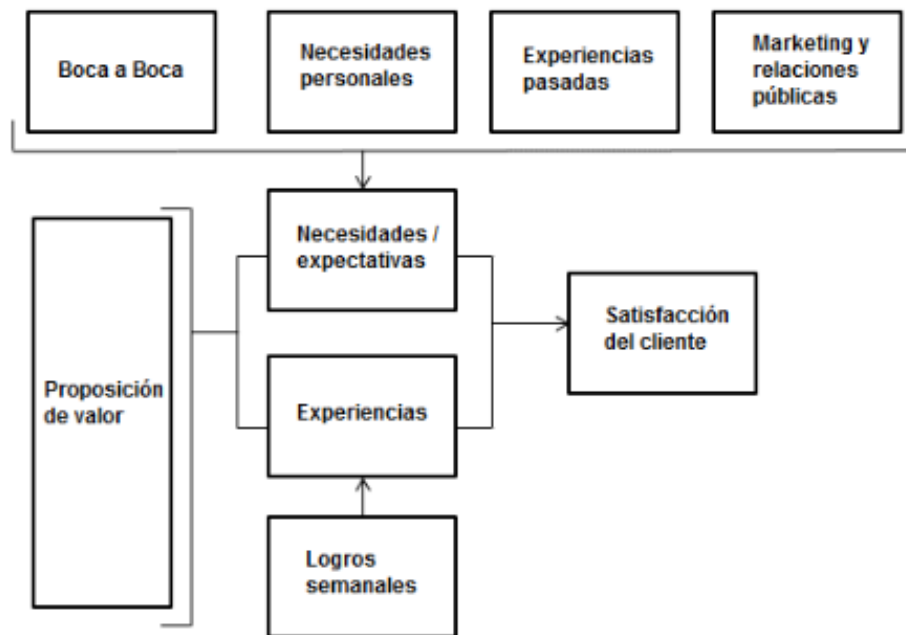 Boca a Boca
Necesidades
personales
Experiencias
pasadas
Marketing y
relaciones
públicas
Necesidades /
expectativas
Satisfacción
del cliente
Proposición
de valor
Experiencias
Logros
semanales